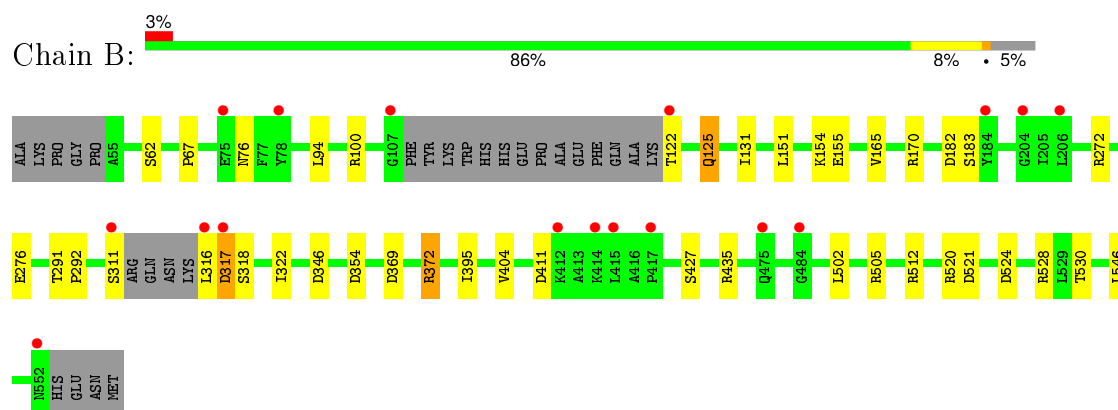 3%
Chain B:
86% 8% • 5%
ALA LYS PRO GLY PRO A55 S62 P67 E75 N76 F77 Y78 L94 R100 G107 PHE TYR LYS TRP HIS HIS GLU PRO ALA GLU PHE GLN ALA LYS T122 Q125 I131 L151 K154 E155 V165 R170 D182 S183 Y184 G204 I205 L206 R272
E276 T291 P292 S311 ARG GLN ASN LYS L316 D317 S318 I322 D346 D354 D369 R372 I395 V404 D411 K412 A413 K414 L415 A416 P417 S427 R435 Q475 G484 L502 R505 R512 R520 D521 D524 R528 L529 T530 L546
N552 HIS GLU ASN MET